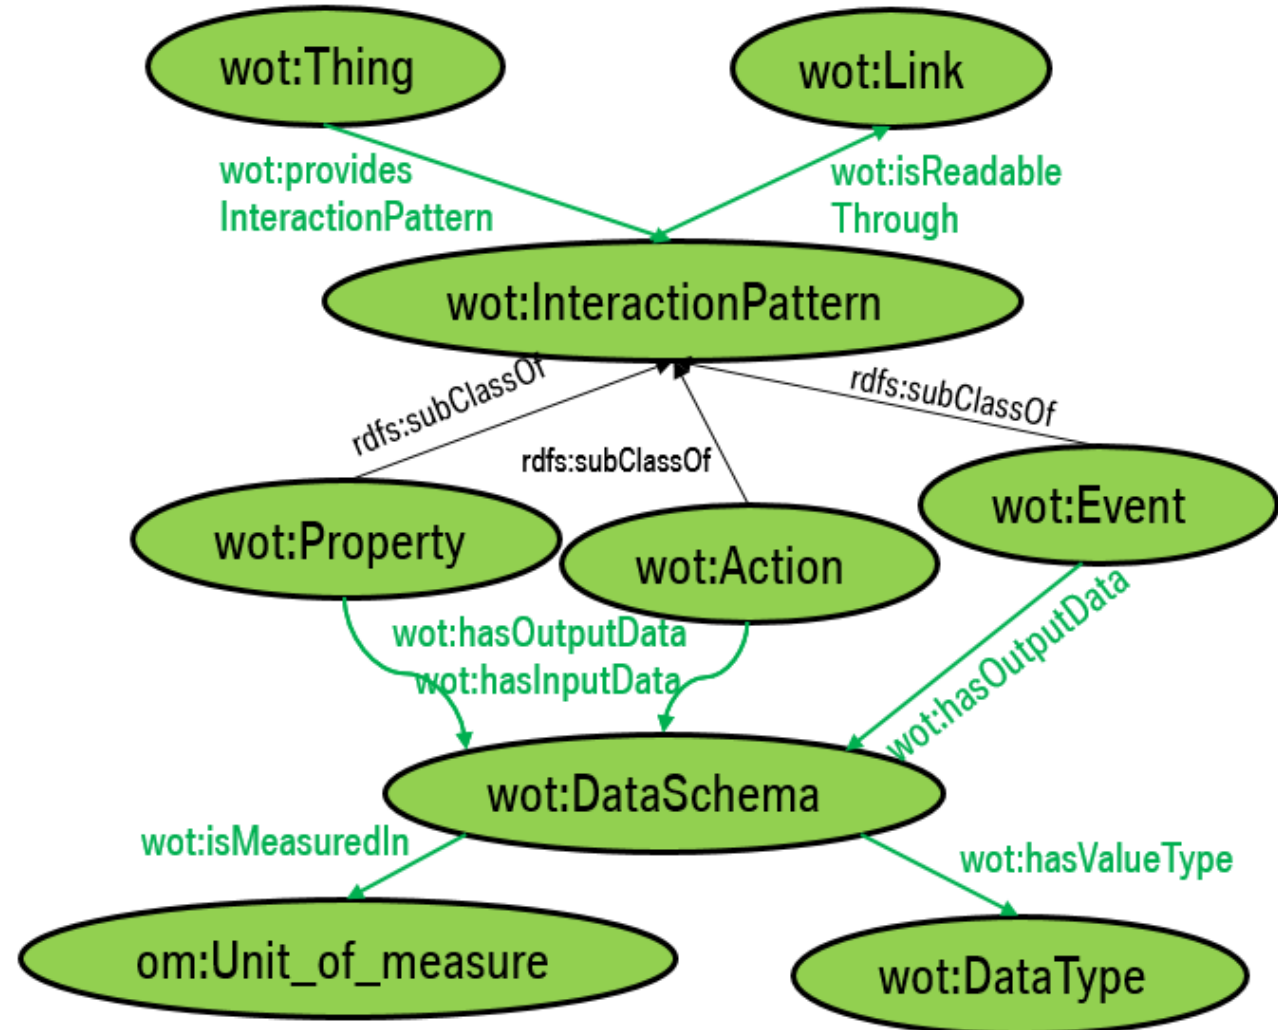 wot:Thing
wot:Link
wot:provides
InteractionPattern
wot:isReadable
Through
wot:InteractionPattern
rdfs:subClassOf
rdfs:subClassOf
rdfs:subClassOf
wot:Property
wot:Action
wot:Event
wot:hasOutputData
wot:hasInputData
wot:hasOutputData
wot:DataSchema
wot:isMeasuredIn
wot:hasValueType
om:Unit_of_measure
wot:DataType